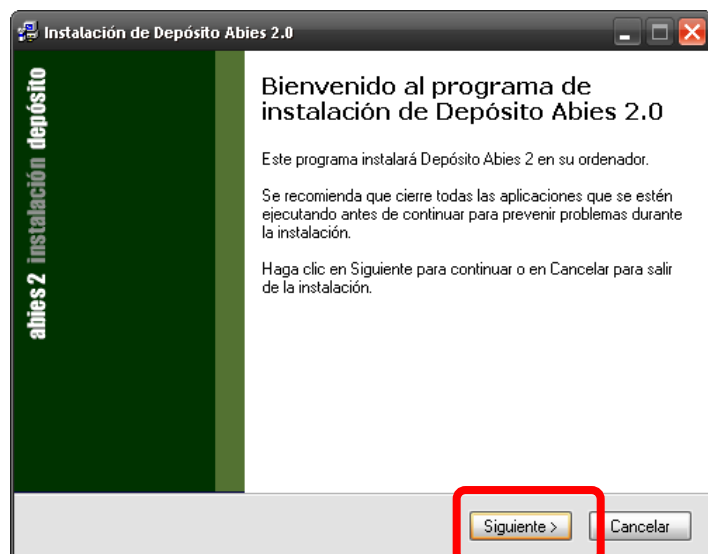 Instalación de Depósito Abies 2.0
abies 2 instalación depósito
Bienvenido al programa de
instalación de Depósito Abies 2.0
Este programa instalará Depósito Abies 2 en su ordenador.
Se recomienda que cierre todas las aplicaciones que se estén
ejecutando antes de continuar para prevenir problemas durante
la instalación.
Haga clic en Siguiente para continuar o en Cancelar para salir
de la instalación.
Siguiente >
Cancelar